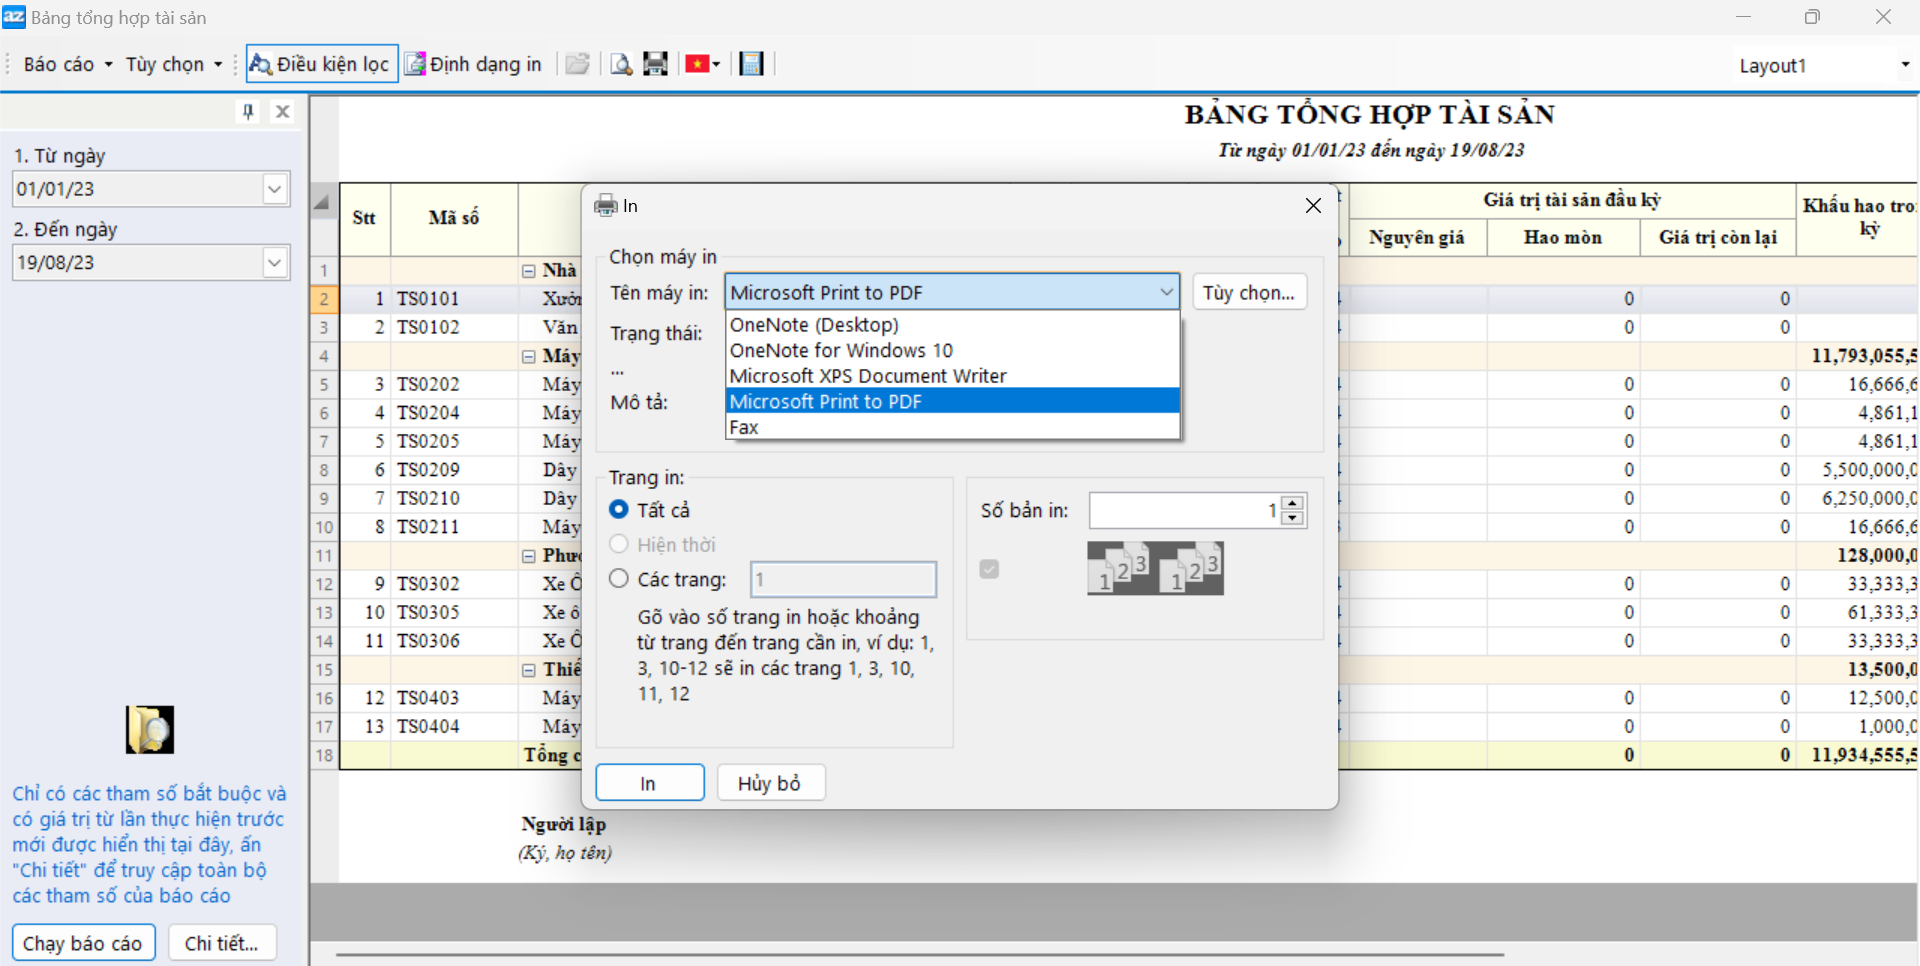 az Bảng tổng hợp tài sản
Báo cáo Tùy chọn Điều kiện lọc Định dạng in Layout1
1. Từ ngày
01/01/23
2. Đến ngày
19/08/23
Chỉ có các tham số bắt buộc và
có giá trị từ lần thực hiện trước
mới được hiển thị tại đây, ấn
"Chi tiết" để truy cập toàn bộ
các tham số của báo cáo
Chạy báo cáo Chi tiết...
BẢNG TỔNG HỢP TÀI SẢN
Từ ngày 01/01/23 đến ngày 19/08/23
Stt Mã số Giá trị tài sản đầu kỳ Khấu hao tro
kỳ
Nguyên giá Hao mòn Giá trị còn lại
1 Nhà
2 1 TS0101 Xưởn 0 0
3 2 TS0102 Văn 0 0
4 Máy 11,793,055,5
5 3 TS0202 Máy 0 0 16,666,6
6 4 TS0204 Máy 0 0 4,861,1
7 5 TS0205 Máy 0 0 4,861,1
8 6 TS0209 Dây 0 0 5,500,000,0
9 7 TS0210 Dây 0 0 6,250,000,0
10 8 TS0211 Máy 0 0 16,666,6
11 Phươ 128,000,0
12 9 TS0302 Xe Ô 0 0 33,333,3
13 10 TS0305 Xe ô 0 0 61,333,3
14 11 TS0306 Xe Ô 0 0 33,333,3
15 Thiế 13,500,0
16 12 TS0403 Máy 0 0 12,500,0
17 13 TS0404 Máy 0 0 1,000,0
18 Tổng c 0 0 11,934,555,5
Người lập
(Ký, họ tên)
In
Chọn máy in
Tên máy in: Microsoft Print to PDF Tùy chọn...
OneNote (Desktop)
OneNote for Windows 10
Microsoft XPS Document Writer
Microsoft Print to PDF
Fax
Trạng thái:
...
Mô tả:
Trang in:
Tất cả
Hiện thời
Các trang: 1
Gõ vào số trang in hoặc khoảng
từ trang đến trang cần in, ví dụ: 1,
3, 10-12 sẽ in các trang 1, 3, 10,
11, 12
Số bản in: 1
1 2 3 1 2 3
In Hủy bỏ